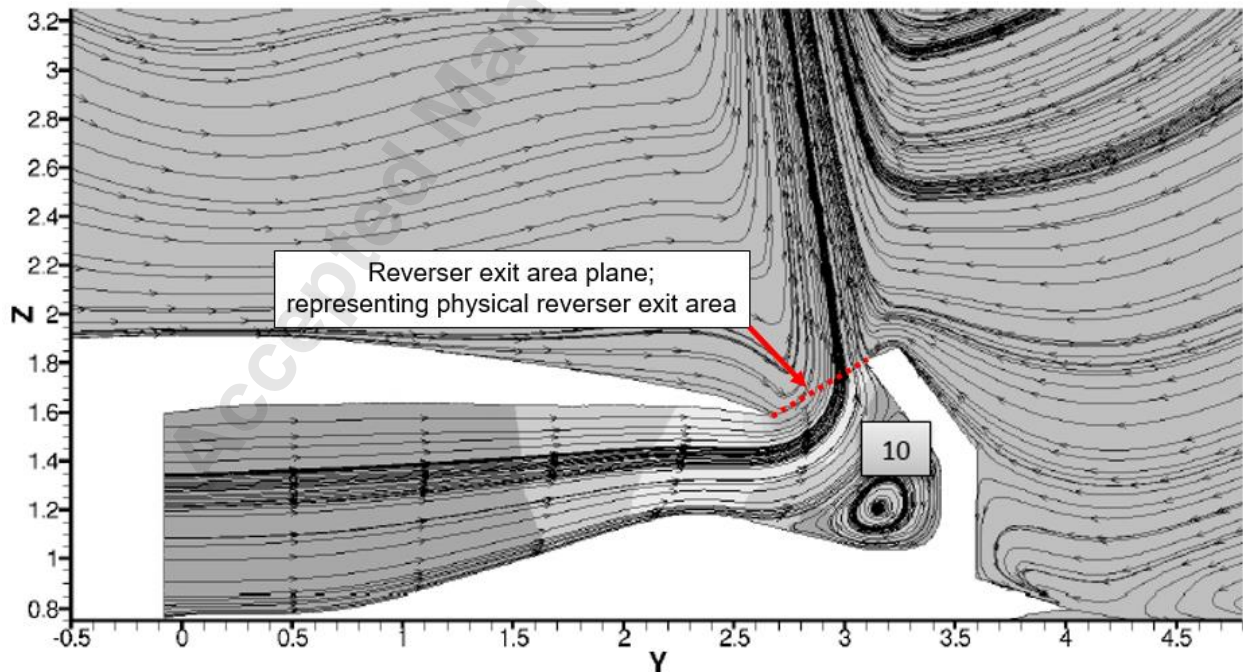 Accepted Man
3.2
3
2.8
2.6
2.4
2.2
2
1.8
1.6
1.4
1.2
1
0.8
Z
Reverser exit area plane;
representing physical reverser exit area
10
-0.5 0 0.5 1 1.5 2 2.5 3 3.5 4 4.5
Y